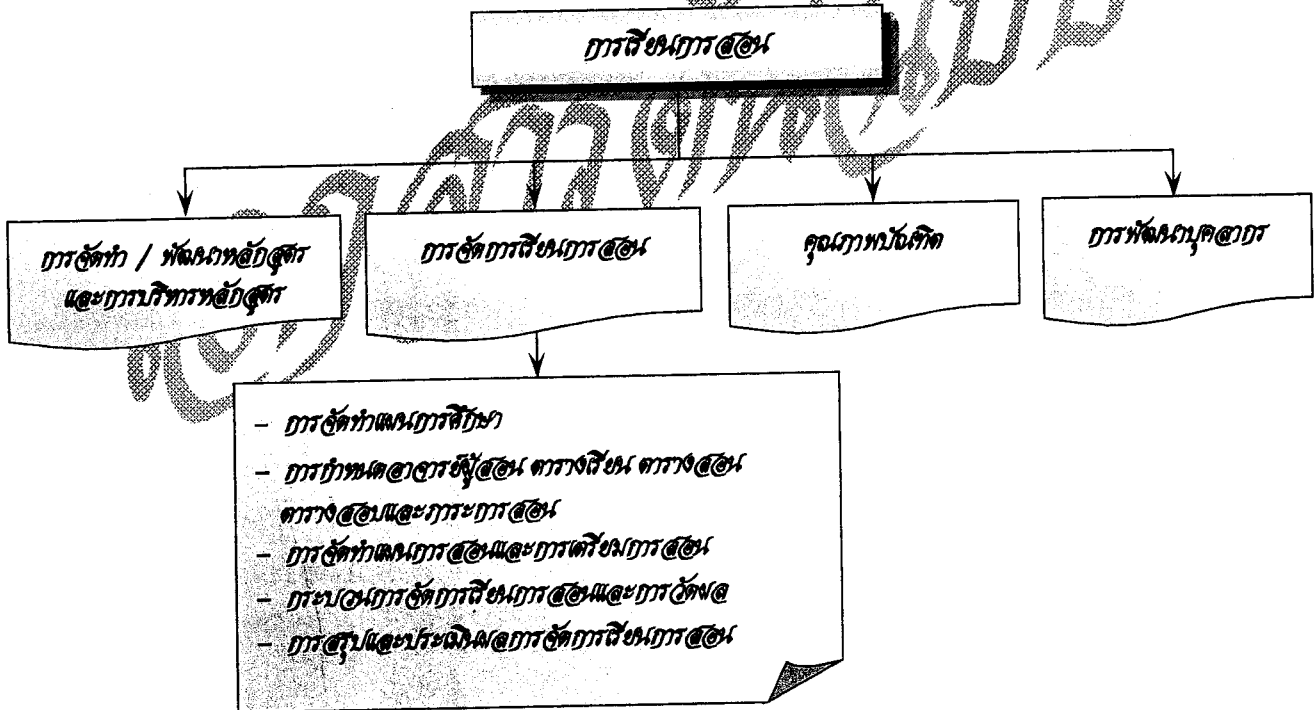 การเรียนการสอน
การจัดทำ / พัฒนาหลักสูตร
และการบริหารหลักสูตร
การจัดการเรียนการสอน
คุณภาพบัณฑิต
การพัฒนาบุคลากร
- การจัดทำแผนการศึกษา
- การกำหนดอาจารย์ผู้สอน ตารางเรียน ตารางสอน
ตารางสอบและภาระการสอน
- การจัดทำแผนการสอนและการเตรียมการสอน
- กระบวนการจัดการเรียนการสอนและการวัดผล
- การสรุปและประเมินผลการจัดการเรียนการสอน